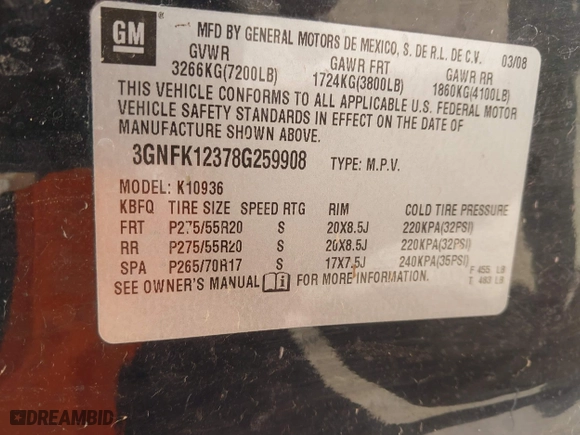 GM ®
MFD BY GENERAL MOTORS DE MEXICO, S. DE R.L. DE C.V. 03/08
GVWR GAWR FRT GAWR RR
3266KG(7200LB) 1724KG(3800LB) 1860KG(4100LB)
THIS VEHICLE CONFORMS TO ALL APPLICABLE U.S. FEDERAL MOTOR
VEHICLE SAFETY STANDARDS IN EFFECT ON THE DATE OF
MANUFACTURE SHOWN ABOVE.
3GNFK12378G259908 TYPE: M.P.V.
MODEL: K10936
KBFQ TIRE SIZE SPEED RTG RIM COLD TIRE PRESSURE
FRT P275/55R20 S 20X8.5J 220KPA(32PSI)
RR P275/55R20 S 20X8.5J 220KPA(32PSI)
SPA P265/70R17 S 17X7.5J 240KPA(35PSI)
SEE OWNER'S MANUAL FOR MORE INFORMATION.
F 455 LB
T 483 LB
DREAMBID